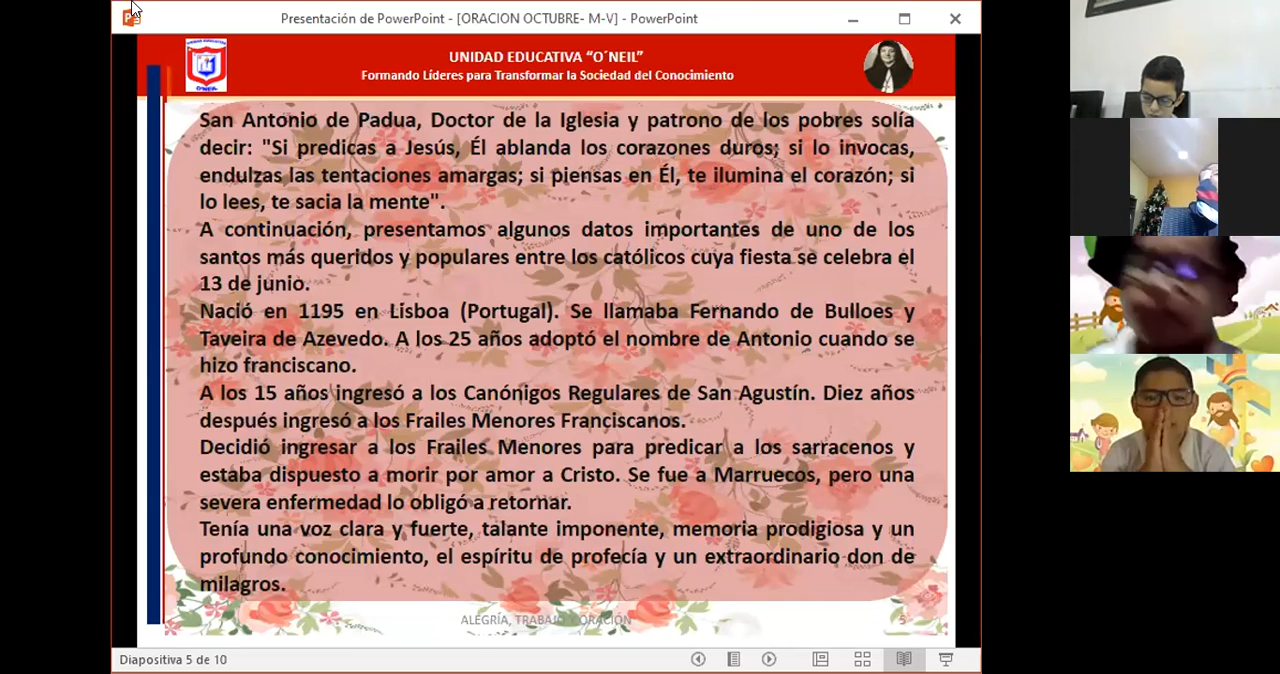 Presentación de PowerPoint - [ORACION OCTUBRE- M-V] - PowerPoint
UNIDAD EDUCATIVA “O´NEIL”
Formando Líderes para Transformar la Sociedad del Conocimiento
O´NEIL
San Antonio de Padua, Doctor de la Iglesia y patrono de los pobres solía
decir: "Si predicas a Jesús, Él ablanda los corazones duros; si lo invocas,
endulzas las tentaciones amargas; si piensas en Él, te ilumina el corazón; si
lo lees, te sacia la mente".
A continuación, presentamos algunos datos importantes de uno de los
santos más queridos y populares entre los católicos cuya fiesta se celebra el
13 de junio.
Nació en 1195 en Lisboa (Portugal). Se llamaba Fernando de Bulloes y
Taveira de Azevedo. A los 25 años adoptó el nombre de Antonio cuando se
hizo franciscano.
A los 15 años ingresó a los Canónigos Regulares de San Agustín. Diez años
después ingresó a los Frailes Menores Franciscanos.
Decidió ingresar a los Frailes Menores para predicar a los sarracenos y
estaba dispuesto a morir por amor a Cristo. Se fue a Marruecos, pero una
severa enfermedad lo obligó a retornar.
Tenía una voz clara y fuerte, talante imponente, memoria prodigiosa y un
profundo conocimiento, el espíritu de profecía y un extraordinario don de
milagros.
ALEGRÍA, TRABAJO Y ORACIÓN
5
Diapositiva 5 de 10